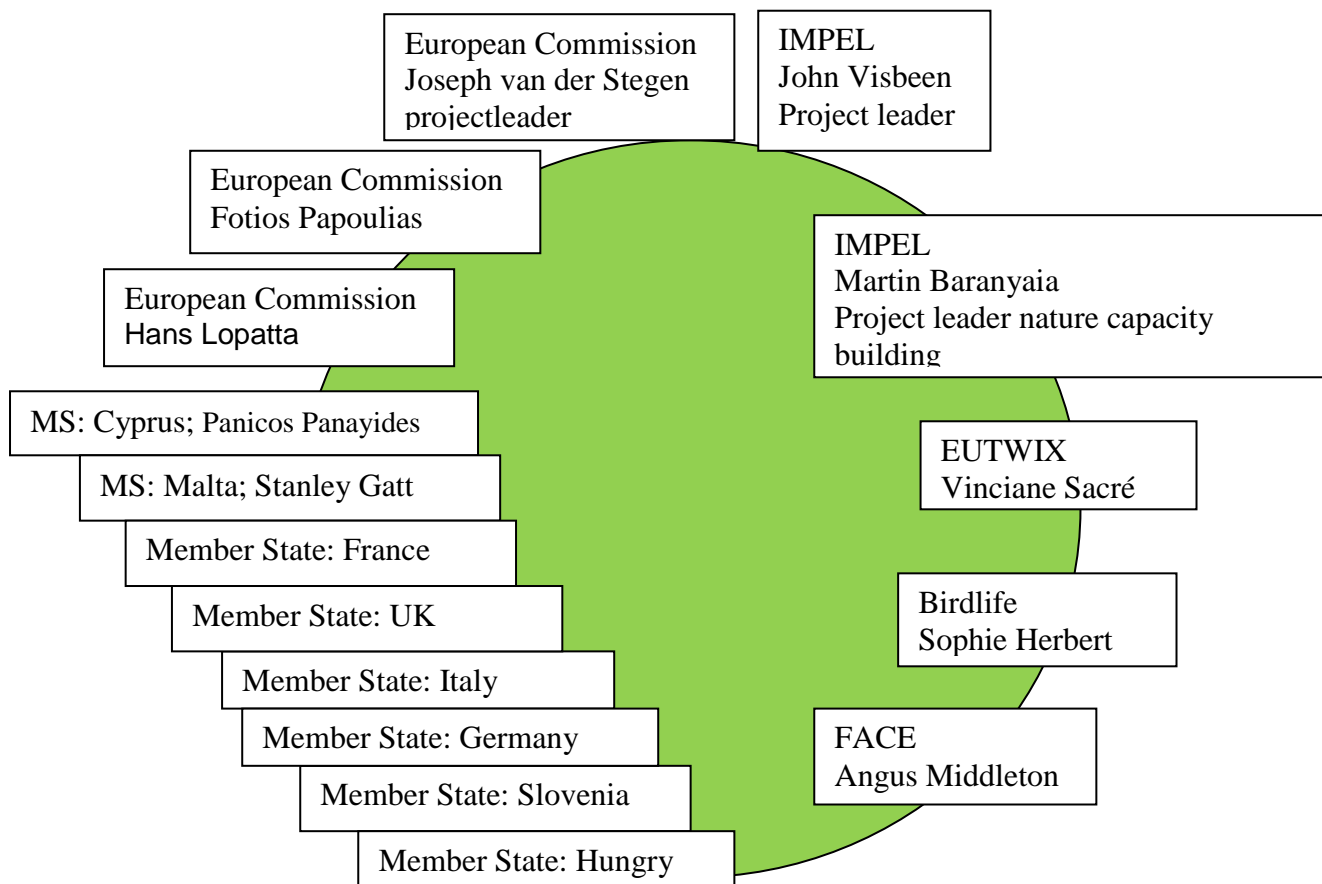 European Commission
Joseph van der Stegen
projectleader
IMPEL
John Visbeen
Project leader
European Commission
Fotios Papoulias
IMPEL
Martin Baranyaia
Project leader nature capacity
building
European Commission
Hans Lopatta
MS: Cyprus; Panicos Panayides
EUTWIX
Vinciane Sacré
MS: Malta; Stanley Gatt
Member State: France
Birdlife
Sophie Herbert
Member State: UK
Member State: Italy
FACE
Angus Middleton
Member State: Germany
Member State: Slovenia
Member State: Hungry